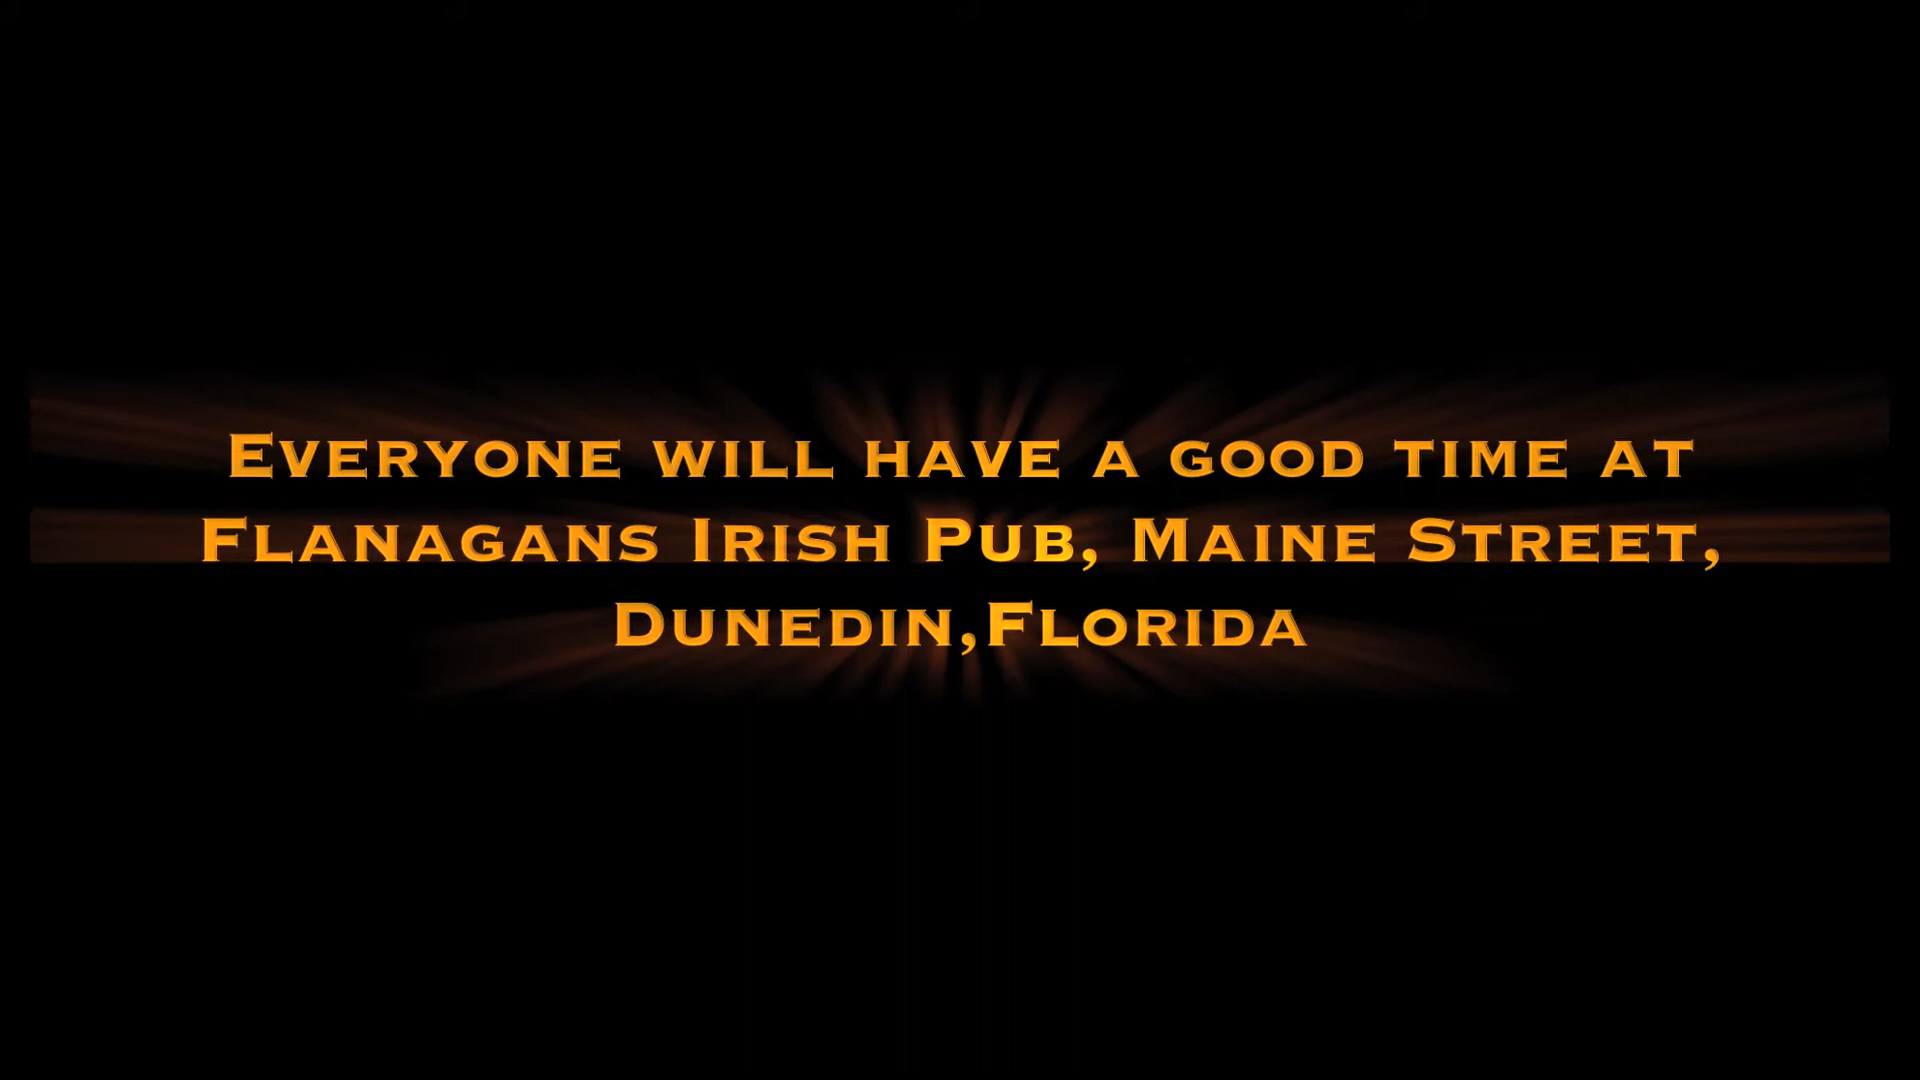 Everyone will have a good time at
Flanagans Irish Pub, Maine Street,
Dunedin,Florida